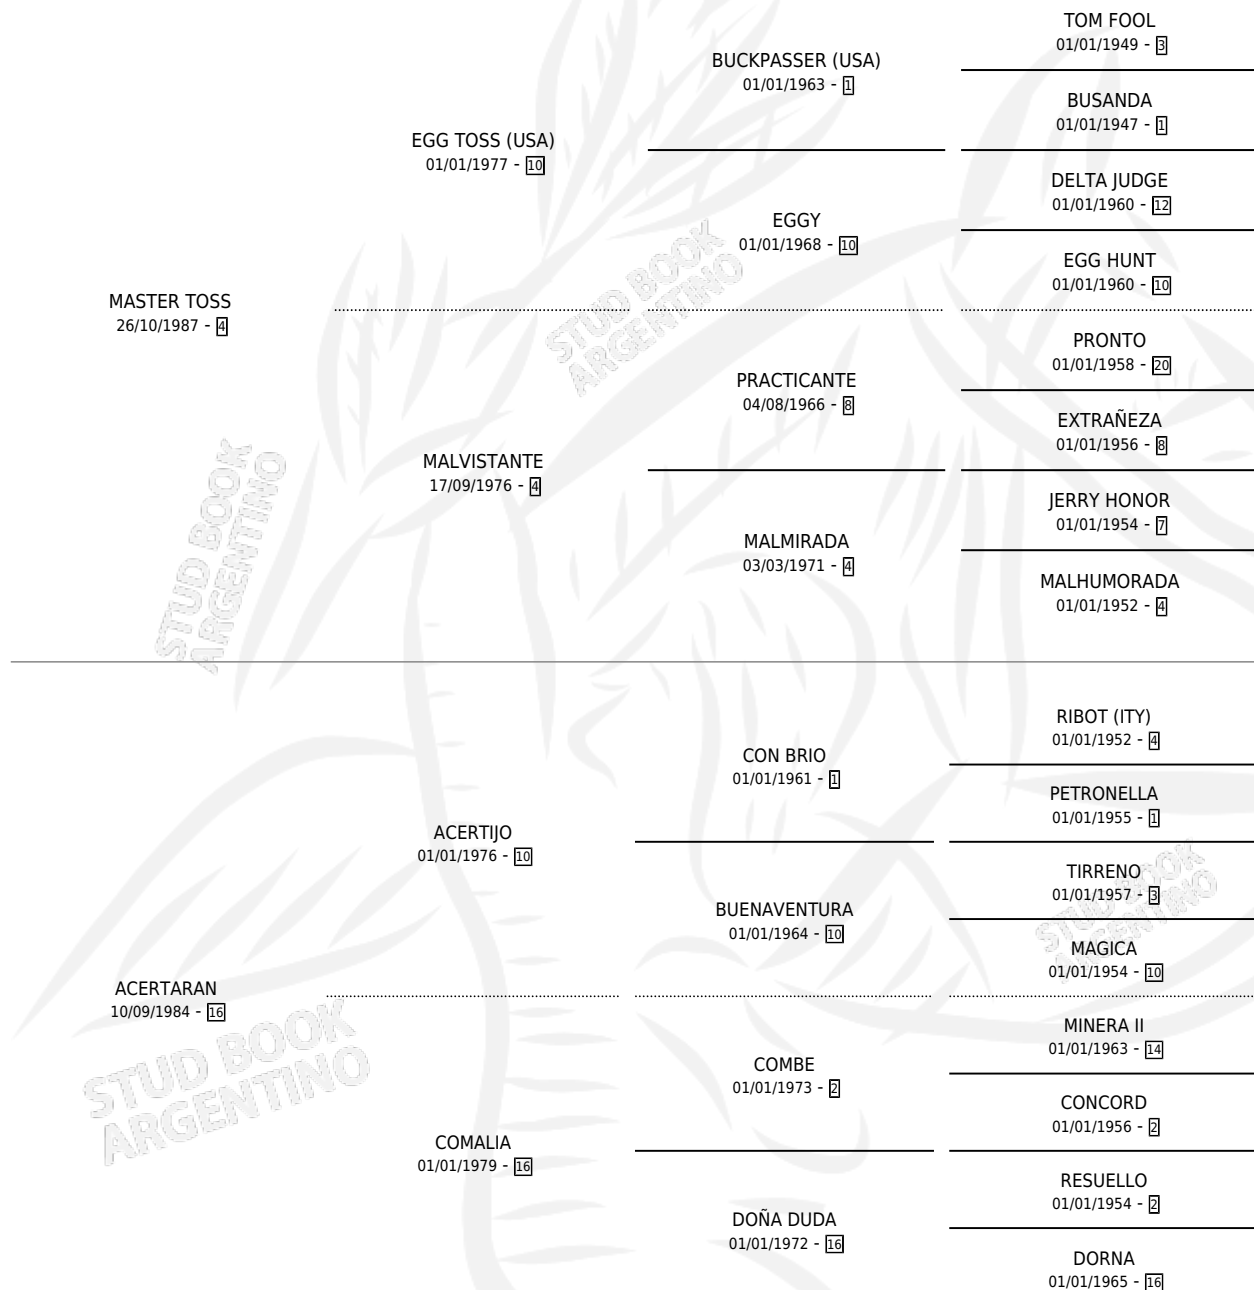 TOM FOOL
01/01/1949 - 3
BUCKPASSER (USA)
01/01/1963 - 1
BUSANDA
01/01/1947 - 1
EGG TOSS (USA)
01/01/1977 - 10
DELTA JUDGE
01/01/1960 - 12
EGGY
01/01/1968 - 10
EGG HUNT
01/01/1960 - 10
MASTER TOSS
26/10/1987 - 4
PRONTO
01/01/1958 - 20
PRACTICANTE
04/08/1966 - 8
EXTRAÑEZA
01/01/1956 - 8
MALVISTANTE
17/09/1976 - 4
JERRY HONOR
01/01/1954 - 7
MALMIRADA
03/03/1971 - 4
MALHUMORADA
01/01/1952 - 4
RIBOT (ITY)
01/01/1952 - 4
CON BRIO
01/01/1961 - 1
PETRONELLA
01/01/1955 - 1
ACERTIJO
01/01/1976 - 10
TIRRENO
01/01/1957 - 3
BUENAVENTURA
01/01/1964 - 10
MAGICA
01/01/1954 - 10
ACERTARAN
10/09/1984 - 16
MINERA II
01/01/1963 - 14
COMBE
01/01/1973 - 2
CONCORD
01/01/1956 - 2
COMALIA
01/01/1979 - 16
RESUELLO
01/01/1954 - 2
DOÑA DUDA
01/01/1972 - 16
DORNA
01/01/1965 - 16
STUD BOOK
ARGENTINO
STUD BOOK
ARGENTINO
STUD BOOK
ARGENTINO
STUD BOOK
ARGENTINO